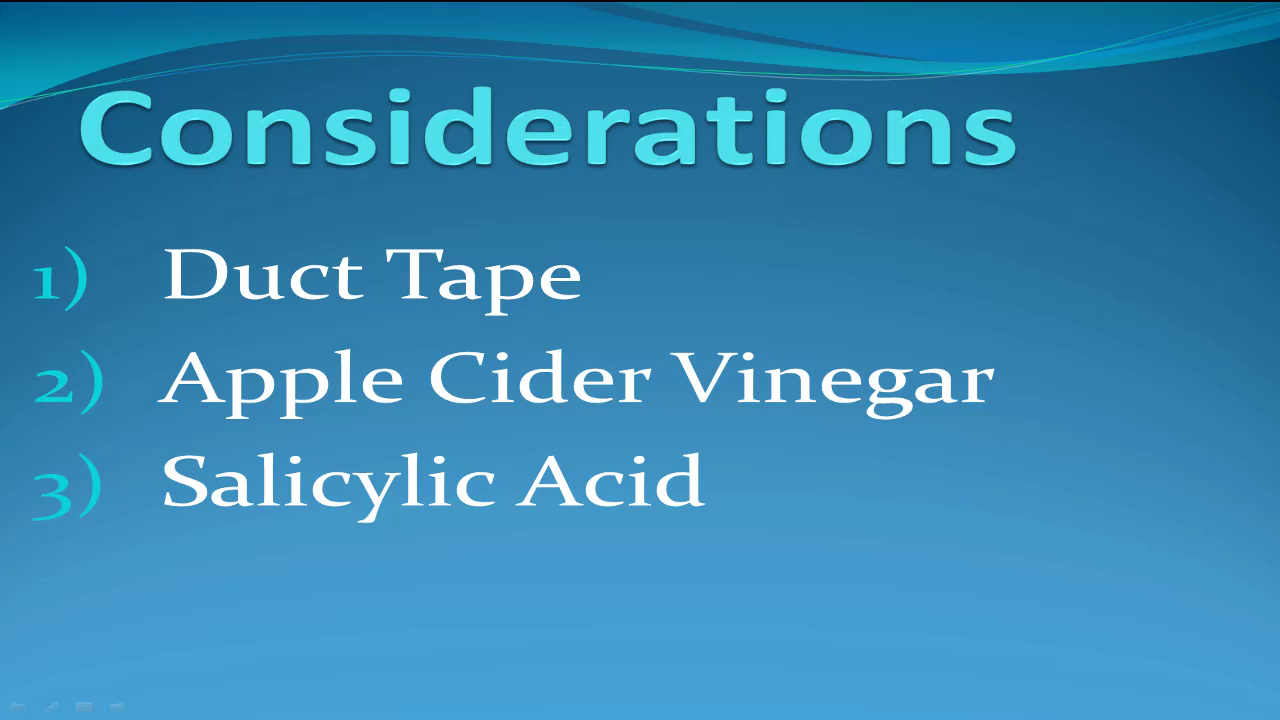 Considerations
1) Duct Tape
2) Apple Cider Vinegar
3) Salicylic Acid